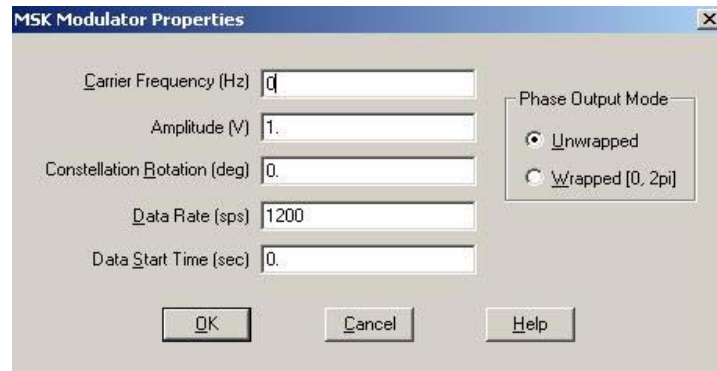 MSK Modulator Properties
Carrier Frequency (Hz) 0
Amplitude (V) 1.
Constellation Rotation (deg) 0.
Data Rate (sps) 1200
Data Start Time (sec) 0.
Phase Output Mode
Unwrapped
Wrapped [0, 2pi]
OK Cancel Help